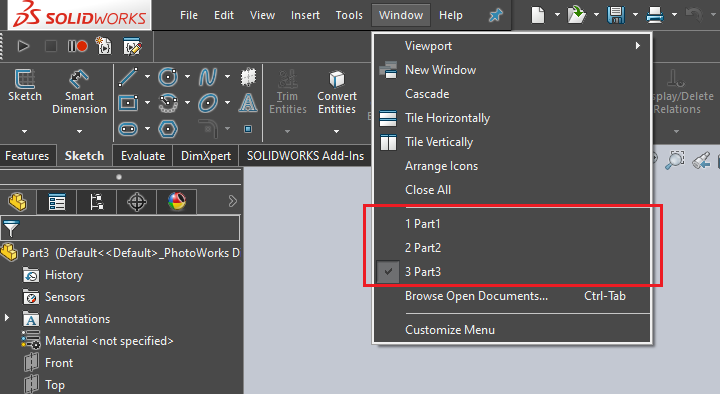 SOLIDWORKS
File View Insert Tools Window Help
Sketch
Smart Dimension
Trim Entities
Convert Entities
Display/Delete Relations
Features Sketch Evaluate DimXpert SOLIDWORKS Add-Ins
Viewport
New Window
Cascade
Tile Horizontally
Tile Vertically
Arrange Icons
Close All
1 Part1
2 Part2
3 Part3
Browse Open Documents... Ctrl-Tab
Customize Menu
Part3 (Default<<Default>_PhotoWorks D
History
Sensors
Annotations
Material <not specified>
Front
Top